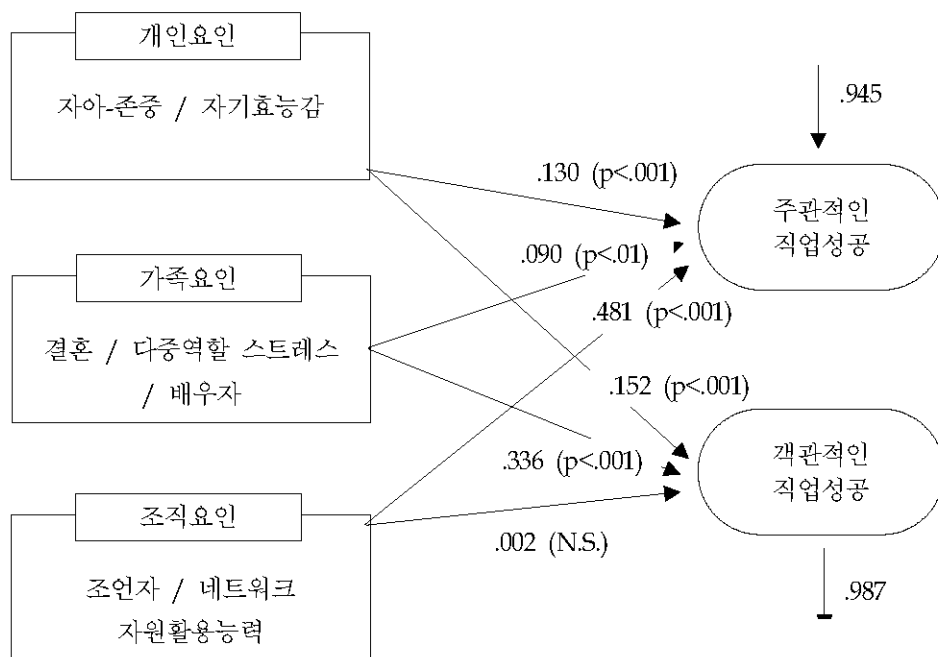 개인요인
자아-존중 / 자기효능감
.945
.130 (p<.001)
주관적인
직업성공
.090 (p<.01)
가족요인
.481 (p<.001)
결혼 / 다중역할 스트레스
/ 배우자
.152 (p<.001)
.336 (p<.001)
객관적인
직업성공
조직요인
.002 (N.S.)
조언자 / 네트워크
자원활용능력
.987